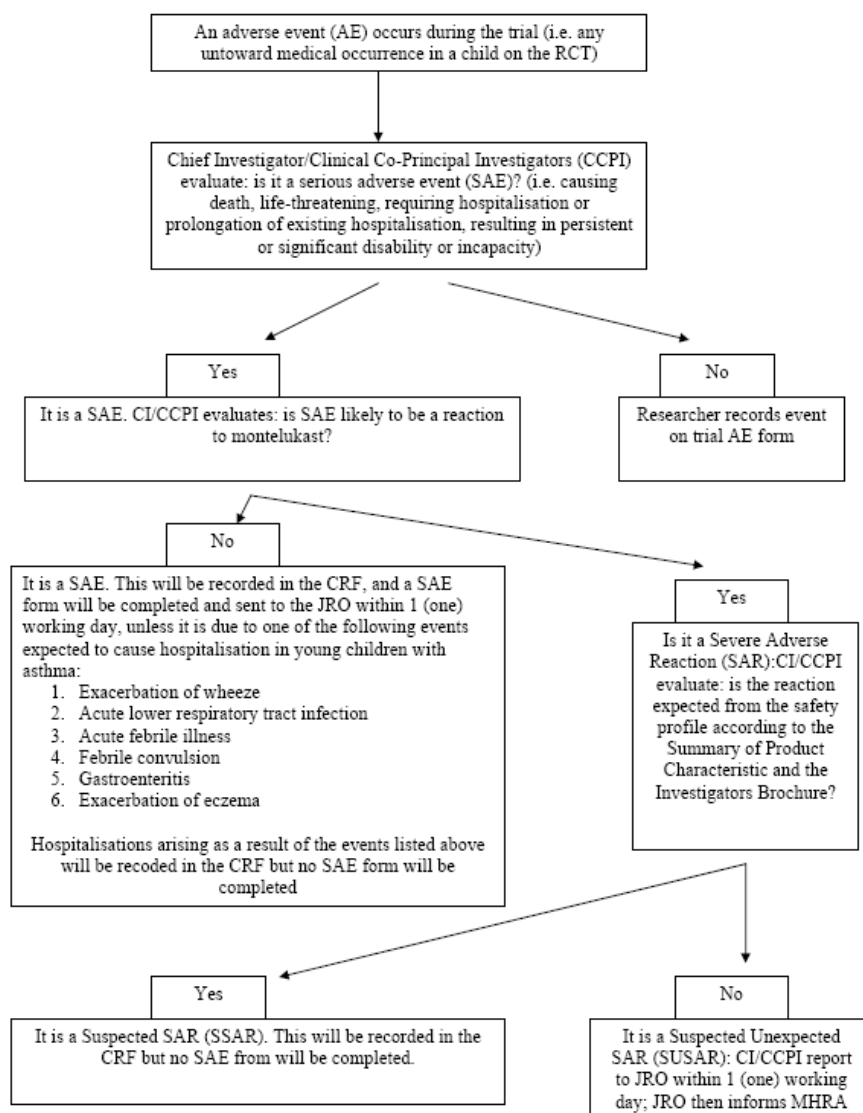 An adverse event (AE) occurs during the trial (i.e. any
untoward medical occurrence in a child on the RCT)
Chief Investigator/Clinical Co-Principal Investigators (CCPI)
evaluate: is it a serious adverse event (SAE)? (i.e. causing
death, life-threatening, requiring hospitalisation or
prolongation of existing hospitalisation, resulting in persistent
or significant disability or incapacity)
Yes
It is a SAE. CI/CCPI evaluates: is SAE likely to be a reaction
to montelukast?
No
Researcher records event
on trial AE form
No
It is a SAE. This will be recorded in the CRF, and a SAE
form will be completed and sent to the JRO within 1 (one)
working day, unless it is due to one of the following events
expected to cause hospitalisation in young children with
asthma:
1. Exacerbation of wheeze
2. Acute lower respiratory tract infection
3. Acute febrile illness
4. Febrile convulsion
5. Gastroenteritis
6. Exacerbation of eczema
Hospitalisations arising as a result of the events listed above
will be recoded in the CRF but no SAE form will be
completed
Yes
Is it a Severe Adverse
Reaction (SAR):CI/CCPI
evaluate: is the reaction
expected from the safety
profile according to the
Summary of Product
Characteristic and the
Investigators Brochure?
Yes
It is a Suspected SAR (SSAR). This will be recorded in the
CRF but no SAE from will be completed.
No
It is a Suspected Unexpected
SAR (SUSAR): CI/CCPI report
to JRO within 1 (one) working
day; JRO then informs MHRA